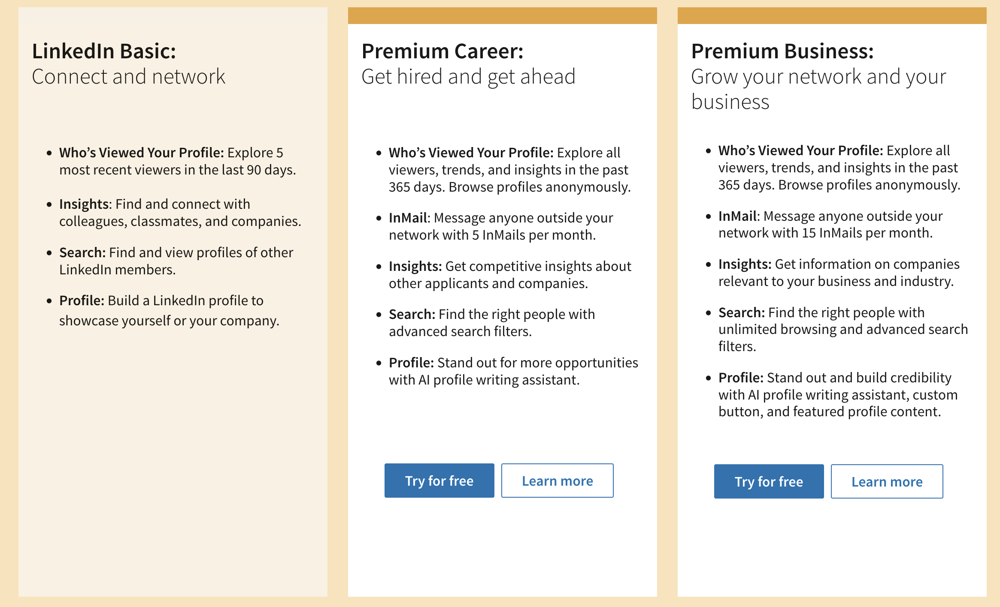 LinkedIn Basic:
Connect and network
• Who’s Viewed Your Profile: Explore 5
most recent viewers in the last 90 days.
• Insights: Find and connect with
colleagues, classmates, and companies.
• Search: Find and view profiles of other
LinkedIn members.
• Profile: Build a LinkedIn profile to
showcase yourself or your company.
Premium Career:
Get hired and get ahead
• Who’s Viewed Your Profile: Explore all
viewers, trends, and insights in the past
365 days. Browse profiles anonymously.
• InMail: Message anyone outside your
network with 5 InMails per month.
• Insights: Get competitive insights about
other applicants and companies.
• Search: Find the right people with
advanced search filters.
• Profile: Stand out for more opportunities
with AI profile writing assistant.
Try for free
Learn more
Premium Business:
Grow your network and your
business
• Who’s Viewed Your Profile: Explore all
viewers, trends, and insights in the past
365 days. Browse profiles anonymously.
• InMail: Message anyone outside your
network with 15 InMails per month.
• Insights: Get information on companies
relevant to your business and industry.
• Search: Find the right people with
unlimited browsing and advanced search
filters.
• Profile: Stand out and build credibility
with AI profile writing assistant, custom
button, and featured profile content.
Try for free
Learn more